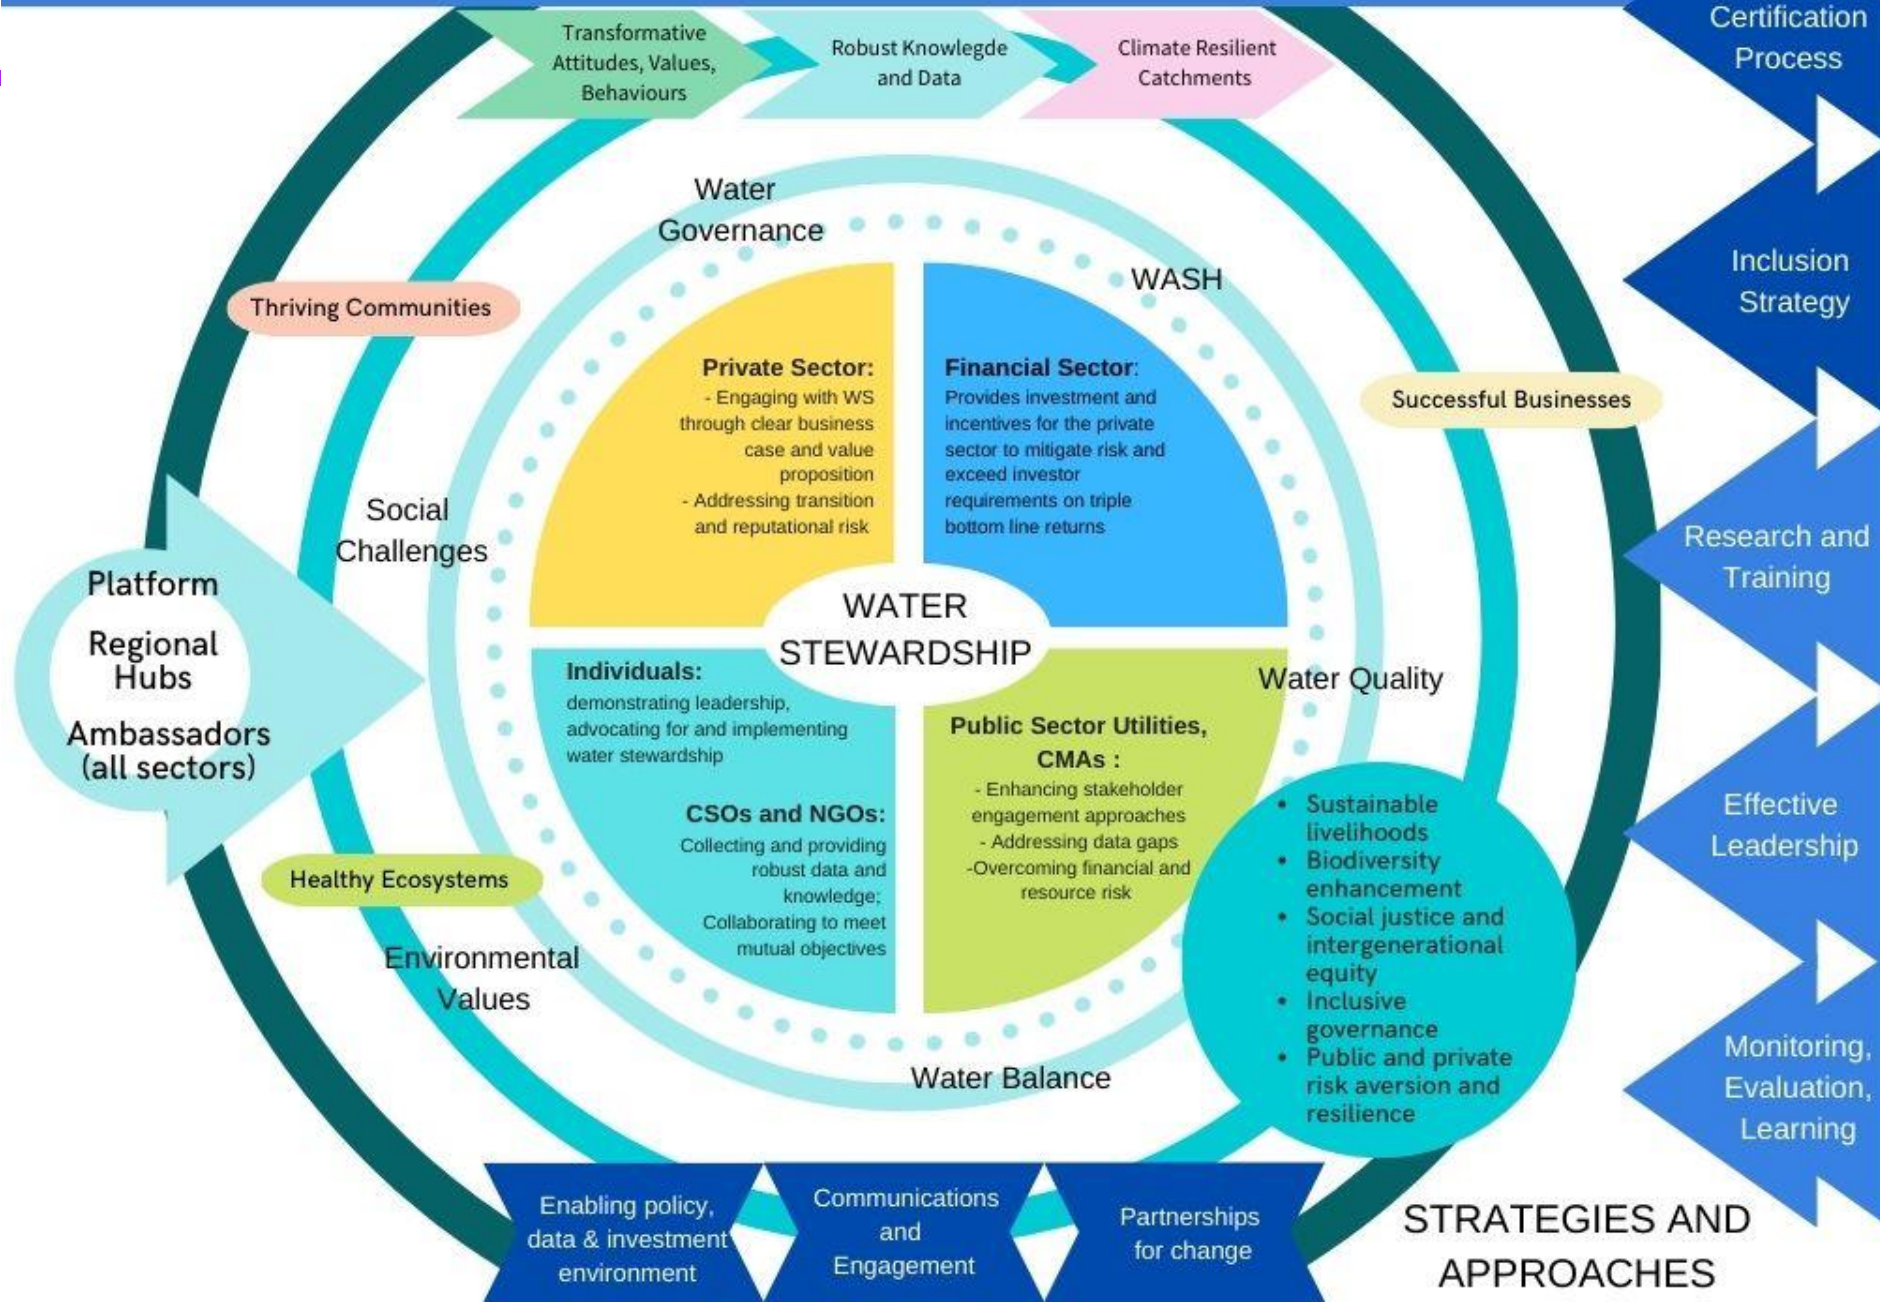 Transformative
Attitudes, Values,
Behaviours
Robust Knowlegde
and Data
Climate Resilient
Catchments
Certification
Process
Water
Governance
WASH
Inclusion
Strategy
Thriving Communities
Successful Businesses
Private Sector:
- Engaging with WS
through clear business
case and value
proposition
- Addressing transition
and reputational risk
Financial Sector:
Provides investment and
incentives for the private
sector to mitigate risk and
exceed investor
requirements on triple
bottom line returns
Social
Challenges
Research and
Training
Platform
Regional
Hubs
Ambassadors
(all sectors)
WATER
STEWARDSHIP
Water Quality
Individuals:
demonstrating leadership,
advocating for and implementing
water stewardship
CSOs and NGOs:
Collecting and providing
robust data and
knowledge;
Collaborating to meet
mutual objectives
Public Sector Utilities,
CMAs :
- Enhancing stakeholder
engagement approaches
- Addressing data gaps
-Overcoming financial and
resource risk
Effective
Leadership
• Sustainable
livelihoods
• Biodiversity
enhancement
• Social justice and
intergenerational
equity
• Inclusive
governance
• Public and private
risk aversion and
resilience
Healthy Ecosystems
Environmental
Values
Water Balance
Monitoring,
Evaluation,
Learning
Enabling policy,
data & investment
environment
Communications
and
Engagement
Partnerships
for change
STRATEGIES AND
APPROACHES